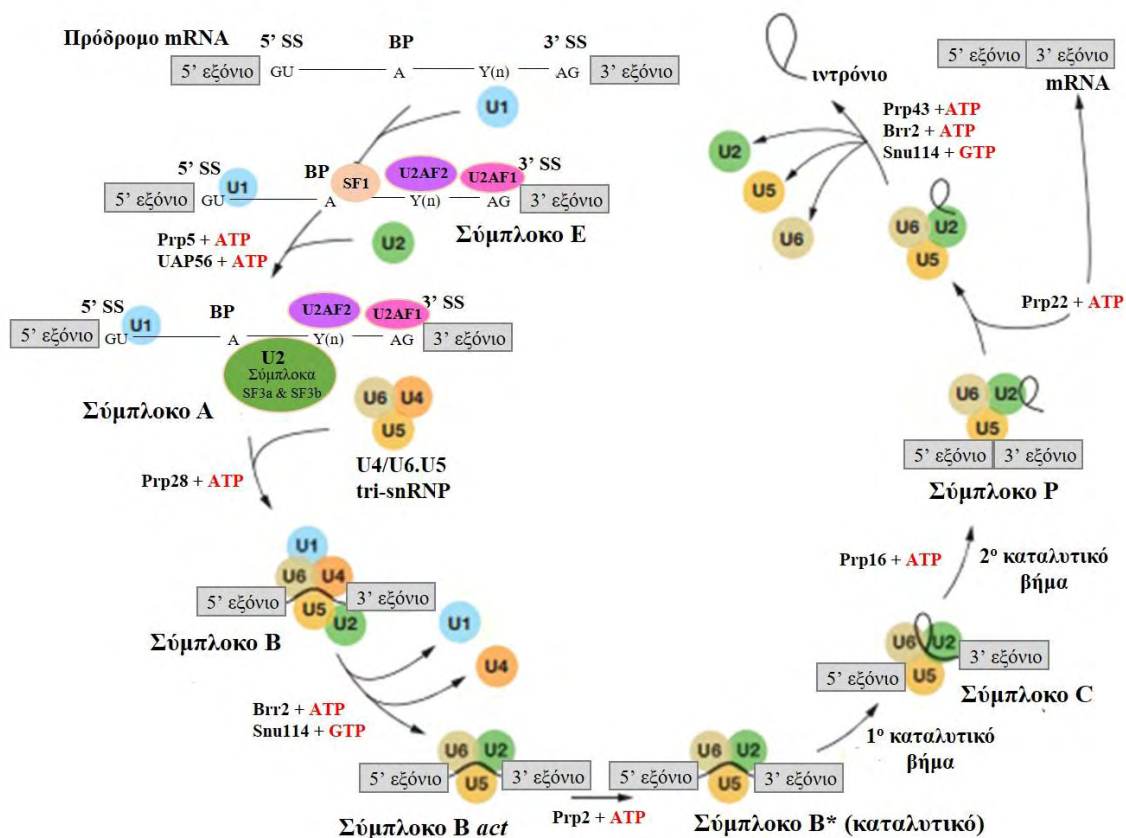 Πρόδρομο mRNA
5’ SS
BP
3’ SS
5’ εξόνιο
GU
A
Y(n)
AG
3’ εξόνιο
U1
5’ SS
BP
3’ SS
5’ εξόνιο
GU
U1
A
SF1
U2AF2
Y(n)
U2AF1
AG
3’ εξόνιο
Σύμπλοκο E
Prp5 + ATP
UAP56 + ATP
U2
5’ SS
BP
3’ SS
5’ εξόνιο
GU
U1
A
U2AF2
Y(n)
U2AF1
AG
3’ εξόνιο
U2
Σύμπλοκα
SF3a & SF3b
Σύμπλοκο A
U6
U4
U5
U4/U6.U5
tri-snRNP
Prp28 + ATP
U1
U6
U4
5’ εξόνιο
3’ εξόνιο
U5
U2
Σύμπλοκο B
U1
U4
Brr2 + ATP
Snu114 + GTP
U6
U2
5’ εξόνιο
3’ εξόνιο
U5
Σύμπλοκο B act
Prp2 + ATP
U6
U2
5’ εξόνιο
3’ εξόνιο
U5
Σύμπλοκο B* (καταλυτικό)
1ο καταλυτικό
βήμα
U6
U2
3’ εξόνιο
5’ εξόνιο
U5
Σύμπλοκο C
Prp16 + ATP
2ο καταλυτικό
βήμα
U6
U2
U5
5’ εξόνιο
3’ εξόνιο
Σύμπλοκο P
Prp22 + ATP
5’ εξόνιο
3’ εξόνιο
mRNA
U6
U2
U5
Prp43 +ATP
Brr2 + ATP
Snu114 + GTP
ιντρόνιο
U2
U5
U6